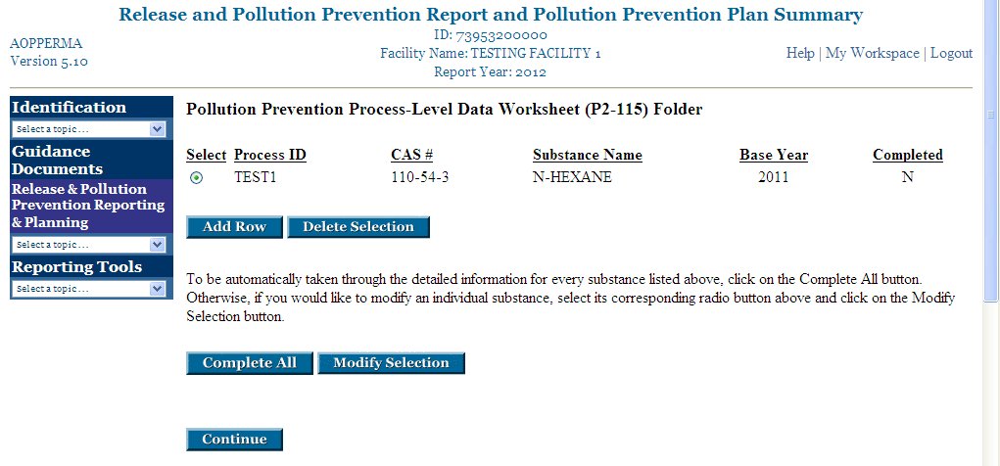 Release and Pollution Prevention Report and Pollution Prevention Plan Summary
ID: 73953200000
AOPPERMA
Facility Name: TESTING FACILITY 1
Help | My Workspace | Logout
Version 5.10
Report Year: 2012
Identification
Select a topic...
Guidance
Documents
Release & Pollution
Prevention Reporting
& Planning
Select a topic...
Reporting Tools
Select a topic...
Pollution Prevention Process-Level Data Worksheet (P2-115) Folder
Select Process ID CAS # Substance Name Base Year Completed
TEST1 110-54-3 N-HEXANE 2011 N
Add Row Delete Selection
To be automatically taken through the detailed information for every substance listed above, click on the Complete All button.
Otherwise, if you would like to modify an individual substance, select its corresponding radio button above and click on the Modify
Selection button.
Complete All Modify Selection
Continue